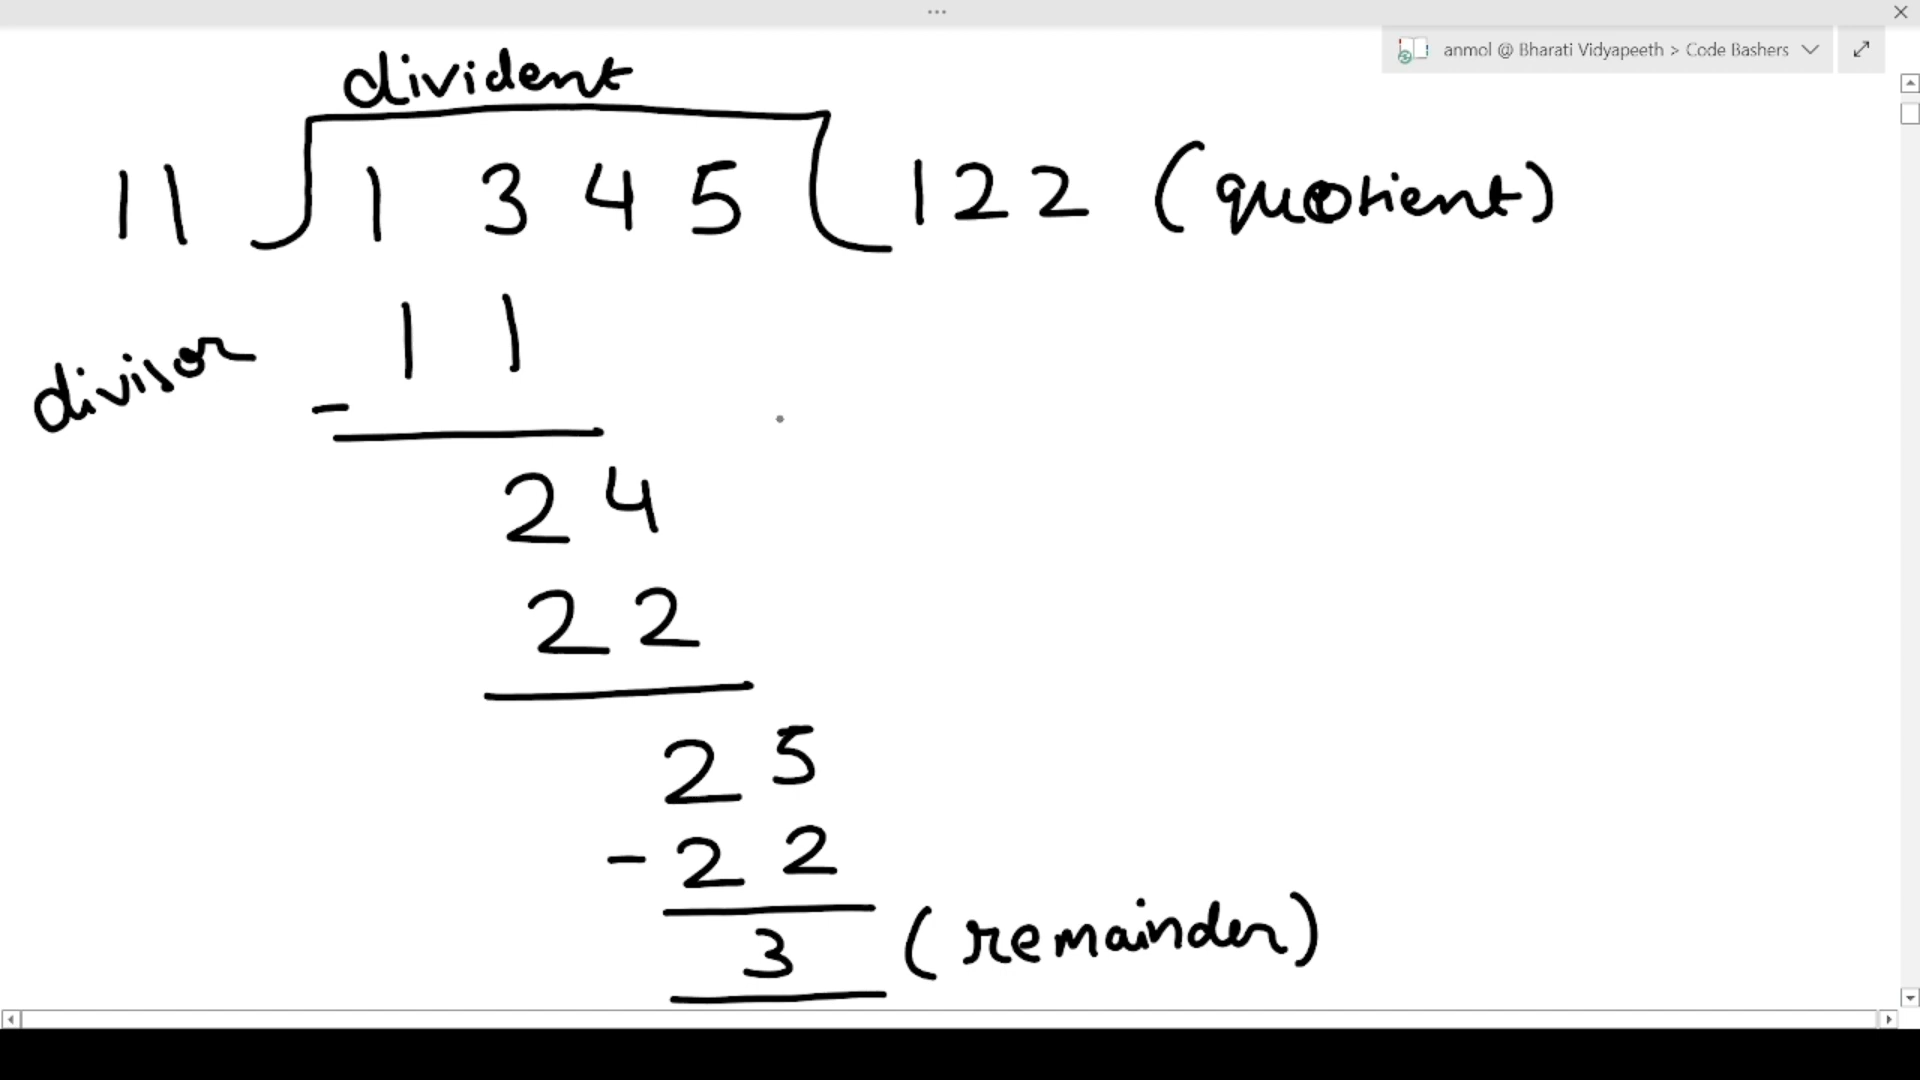 anmol @ Bharati Vidyapeeth > Code Bashers
divident
11 1 3 4 5 122 (quotient)
1 1
divisor
-
2 4
2 2
2 5
- 2 2
3 (remainder)